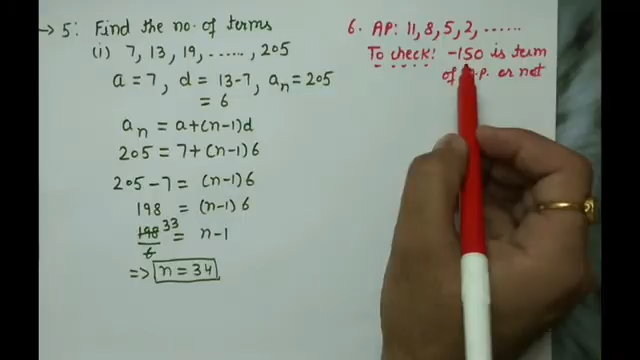 → 5: Find the no. of terms
(i) 7, 13, 19, ......, 205
a = 7, d = 13-7, aₙ = 205
= 6
aₙ = a+(n-1)d
205 = 7+(n-1)6
205-7 = (n-1)6
198 = (n-1)6
198/6 33 = n-1
=> n = 34
6. AP: 11, 8, 5, 2, ......
To check: -150 is term
of A.P. or not